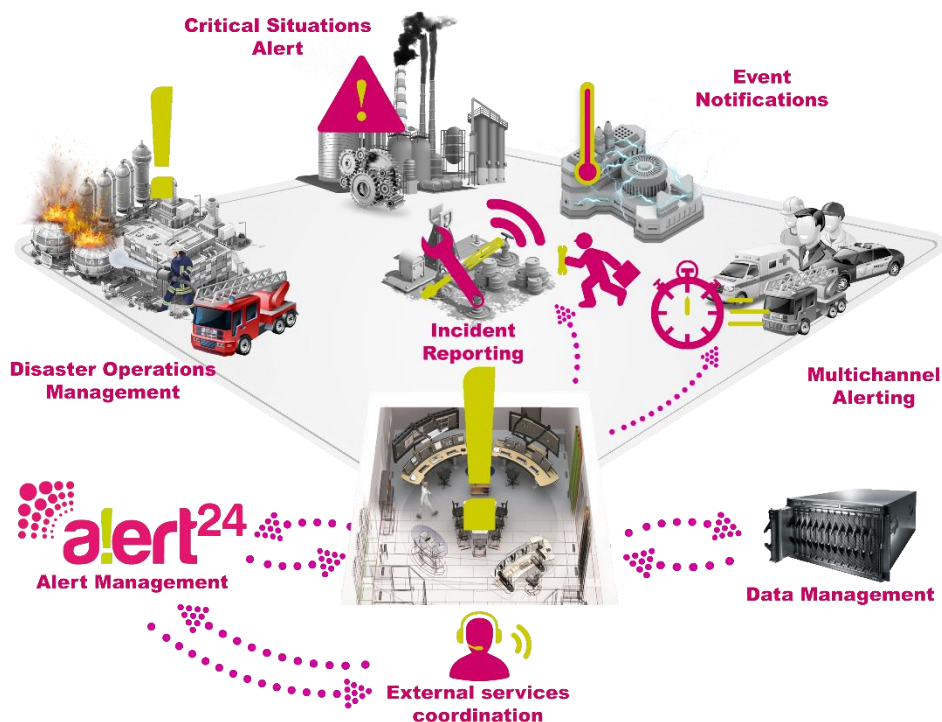 Critical Situations
Alert
Event
Notifications
Incident
Reporting
Disaster Operations
Management
Multichannel
Alerting
a!ert24
Alert Management
Data Management
External services
coordination